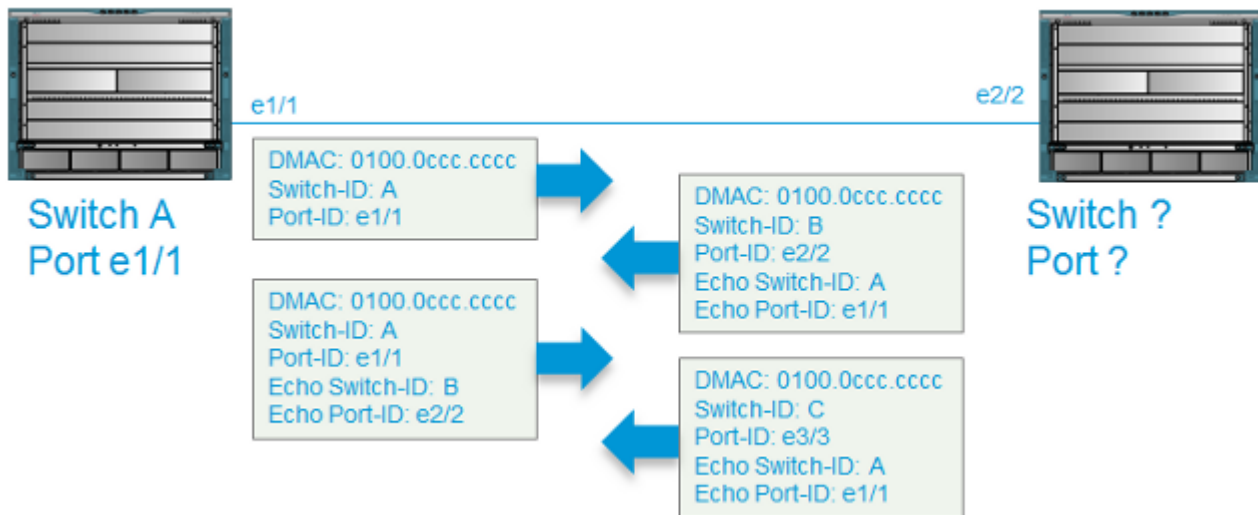 e1/1
e2/2
DMAC: 0100.0ccc.cccc
Switch-ID: A
Port-ID: e1/1
DMAC: 0100.0ccc.cccc
Switch-ID: B
Port-ID: e2/2
Echo Switch-ID: A
Echo Port-ID: e1/1
Switch A
Port e1/1
Switch ?
Port ?
DMAC: 0100.0ccc.cccc
Switch-ID: A
Port-ID: e1/1
Echo Switch-ID: B
Echo Port-ID: e2/2
DMAC: 0100.0ccc.cccc
Switch-ID: C
Port-ID: e3/3
Echo Switch-ID: A
Echo Port-ID: e1/1